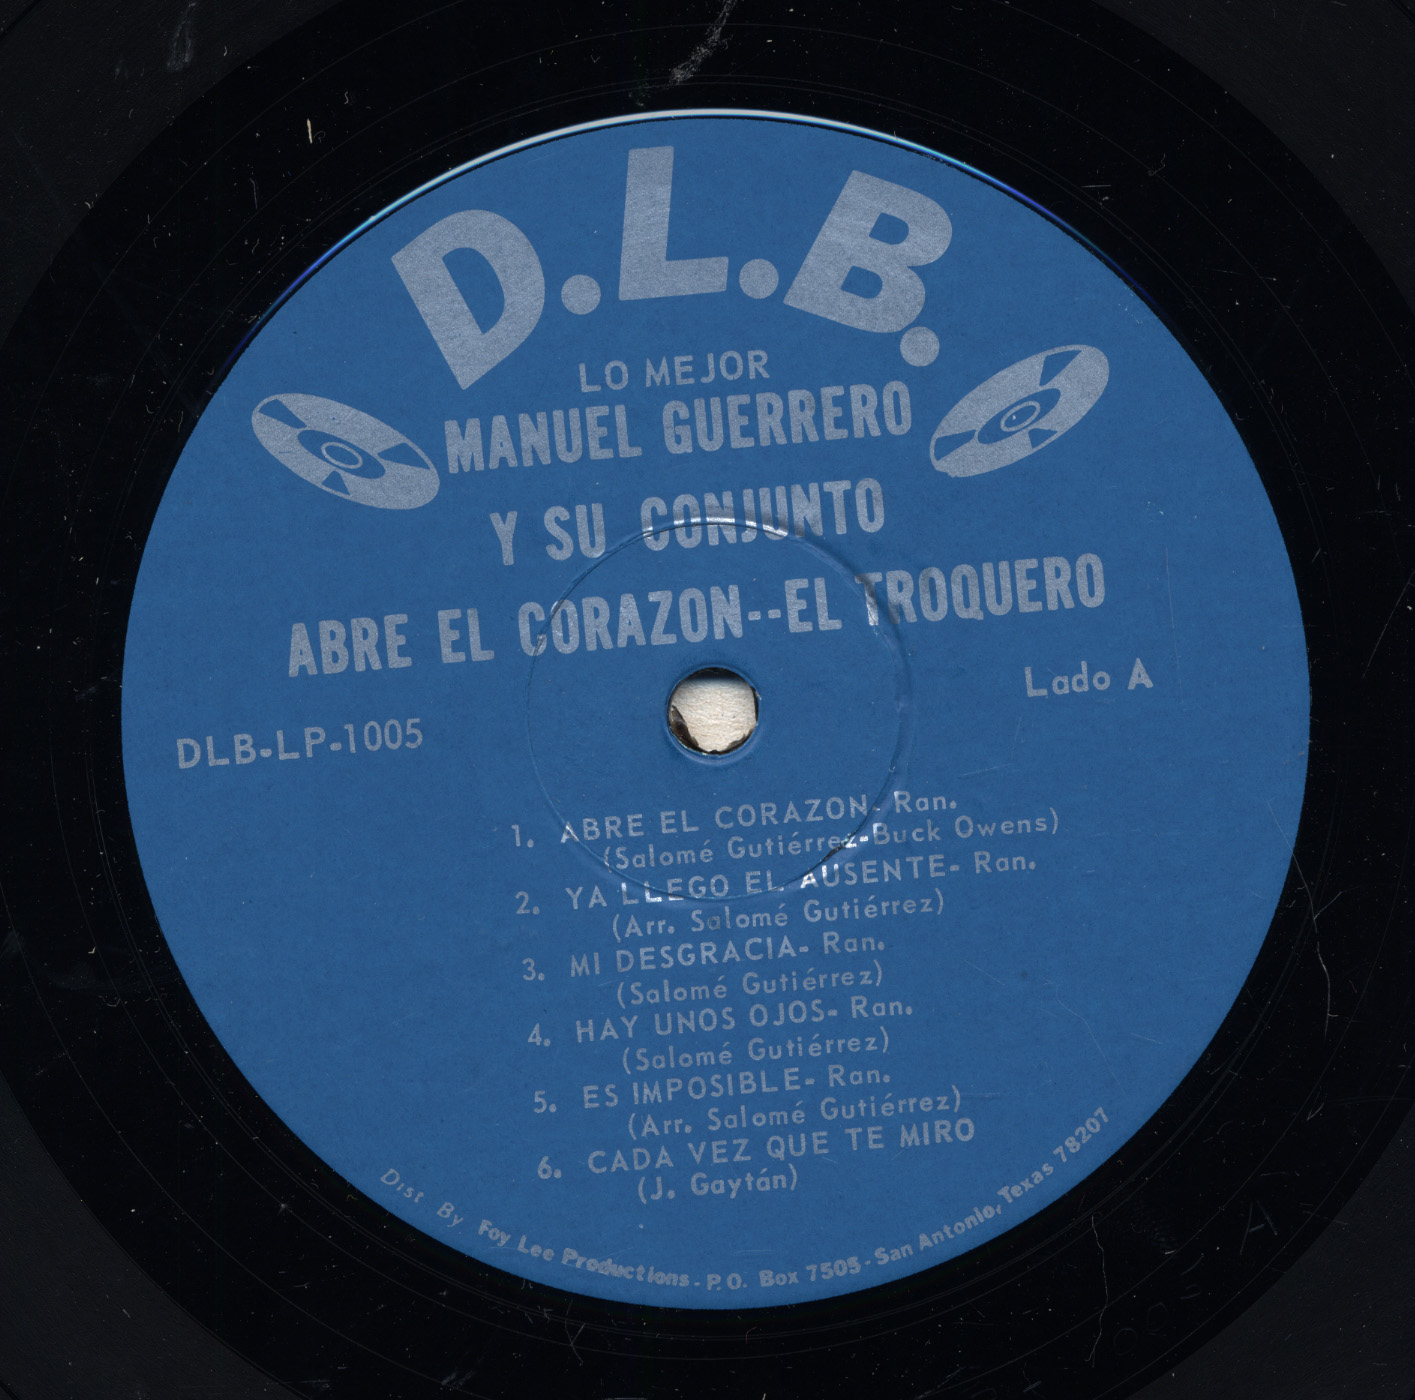 D.L.B.
LO MEJOR
MANUEL GUERRERO
Y SU CONJUNTO
ABRE EL CORAZON--EL TROQUERO
Lado A
DLB-LP-1005
1. ABRE EL CORAZON- Ran.
(Salomé Gutiérrez-Buck Owens)
2. YA LLEGO EL AUSENTE- Ran.
(Arr. Salomé Gutiérrez)
3. MI DESGRACIA- Ran.
(Salomé Gutiérrez)
4. HAY UNOS OJOS- Ran.
(Salomé Gutiérrez)
5. ES IMPOSIBLE- Ran.
(Arr. Salomé Gutiérrez)
6. CADA VEZ QUE TE MIRO
(J. Gaytán)
Dist By Foy Lee Productions - P.O. Box 7505 - San Antonio, Texas 78207